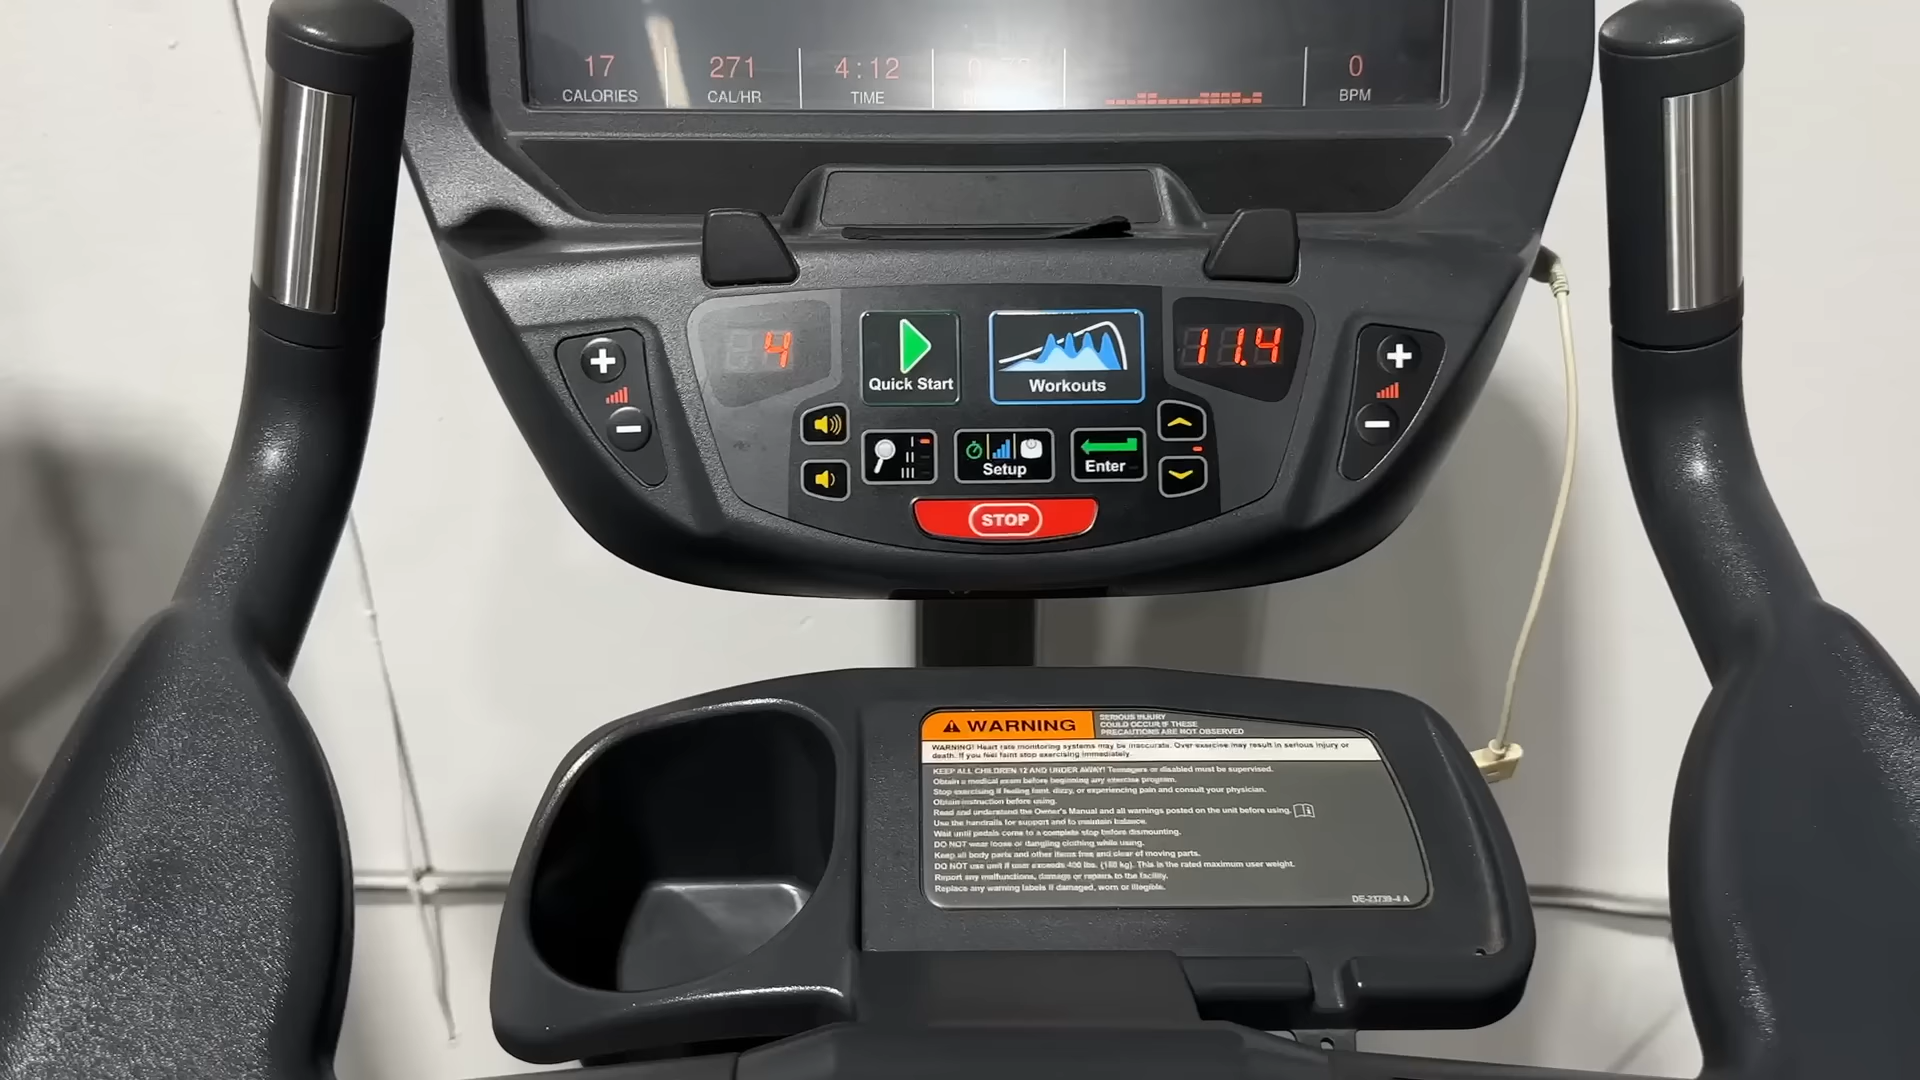 17 271 4:12 0
CALORIES CAL/HR TIME BPM
4 11.4
Quick Start Workouts
I
II
III
Setup Enter
STOP
WARNING
SERIOUS INJURY
COULD OCCUR IF THESE
PRECAUTIONS ARE NOT OBSERVED
WARNING! Heart rate monitoring systems may be inaccurate. Over exercise may result in serious injury or
death. If you feel faint stop exercising immediately.
KEEP ALL CHILDREN 12 AND UNDER AWAY! Teenagers or disabled must be supervised.
Obtain a medical exam before beginning any exercise program.
Stop exercising if feeling faint, dizzy, or experiencing pain and consult your physician.
Obtain instruction before using.
Read and understand the Owner's Manual and all warnings posted on the unit before using.
Use the handrails for support and to maintain balance.
Wait until pedals come to a complete stop before dismounting.
DO NOT wear loose or dangling clothing while using.
Keep all body parts and other items free and clear of moving parts.
DO NOT use unit if user exceeds 400 lbs. (182 kg). This is the rated maximum user weight.
Report any malfunctions, damage or repairs to the facility.
Replace any warning labels if damaged, worn or illegible.
DE-23739-4 A